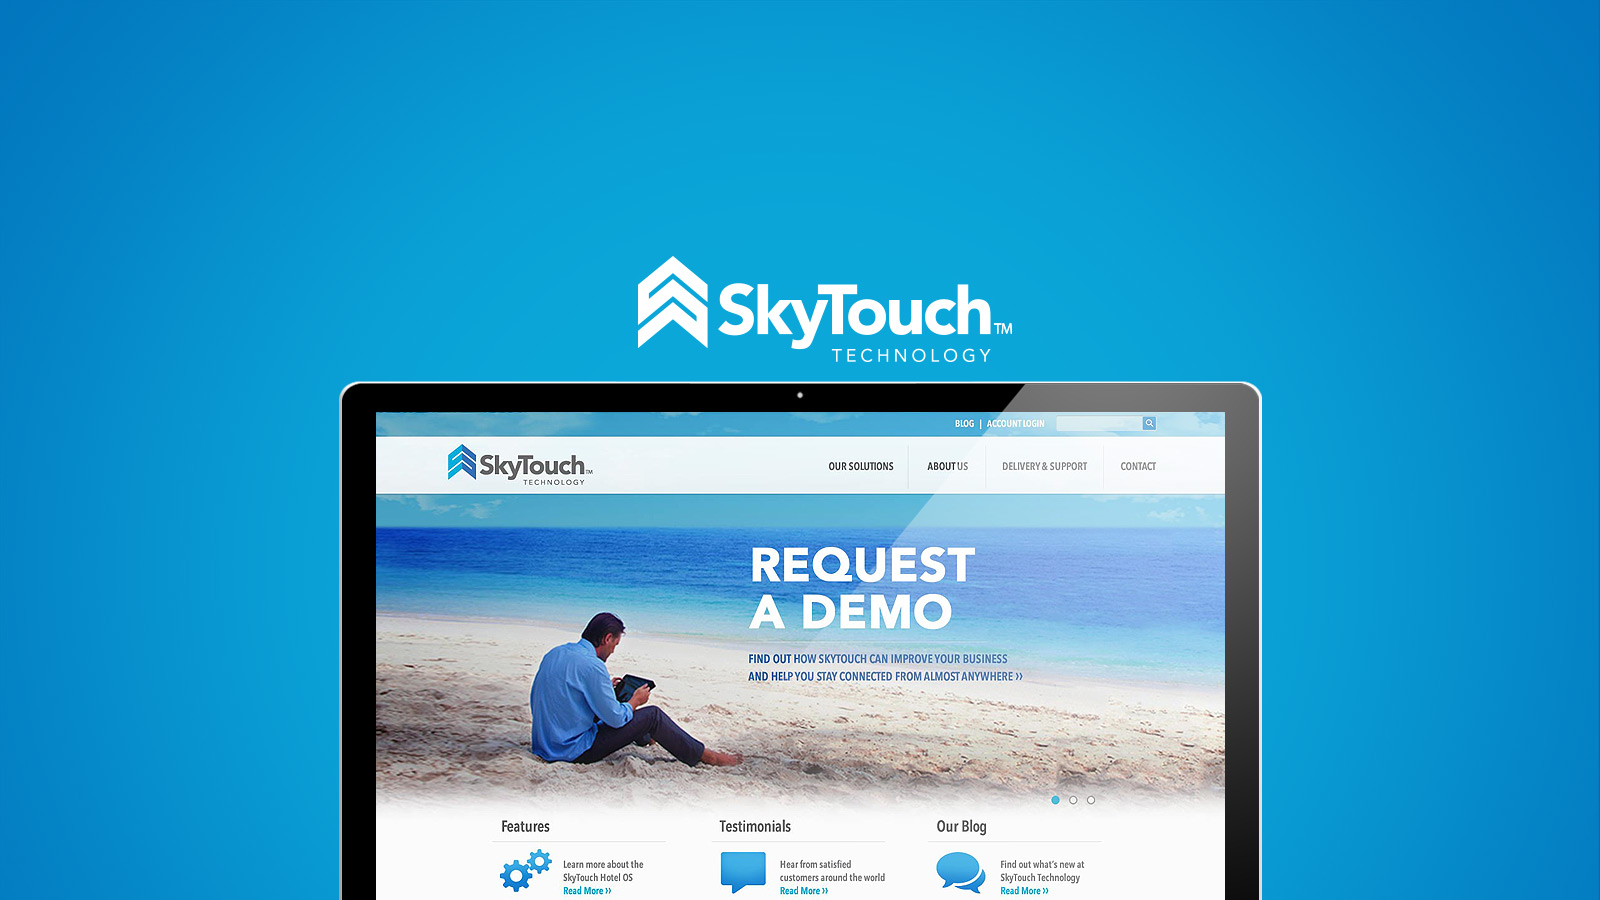 SkyTouch™
TECHNOLOGY
BLOG | ACCOUNT LOGIN
SkyTouch™
TECHNOLOGY
OUR SOLUTIONS
ABOUT US
DELIVERY & SUPPORT
CONTACT
REQUEST
A DEMO
FIND OUT HOW SKYTOUCH CAN IMPROVE YOUR BUSINESS
AND HELP YOU STAY CONNECTED FROM ALMOST ANYWHERE ››
Features
Learn more about the
SkyTouch Hotel OS
Read More ››
Testimonials
Hear from satisfied
customers around the world
Read More ››
Our Blog
Find out what's new at
SkyTouch Technology
Read More ››